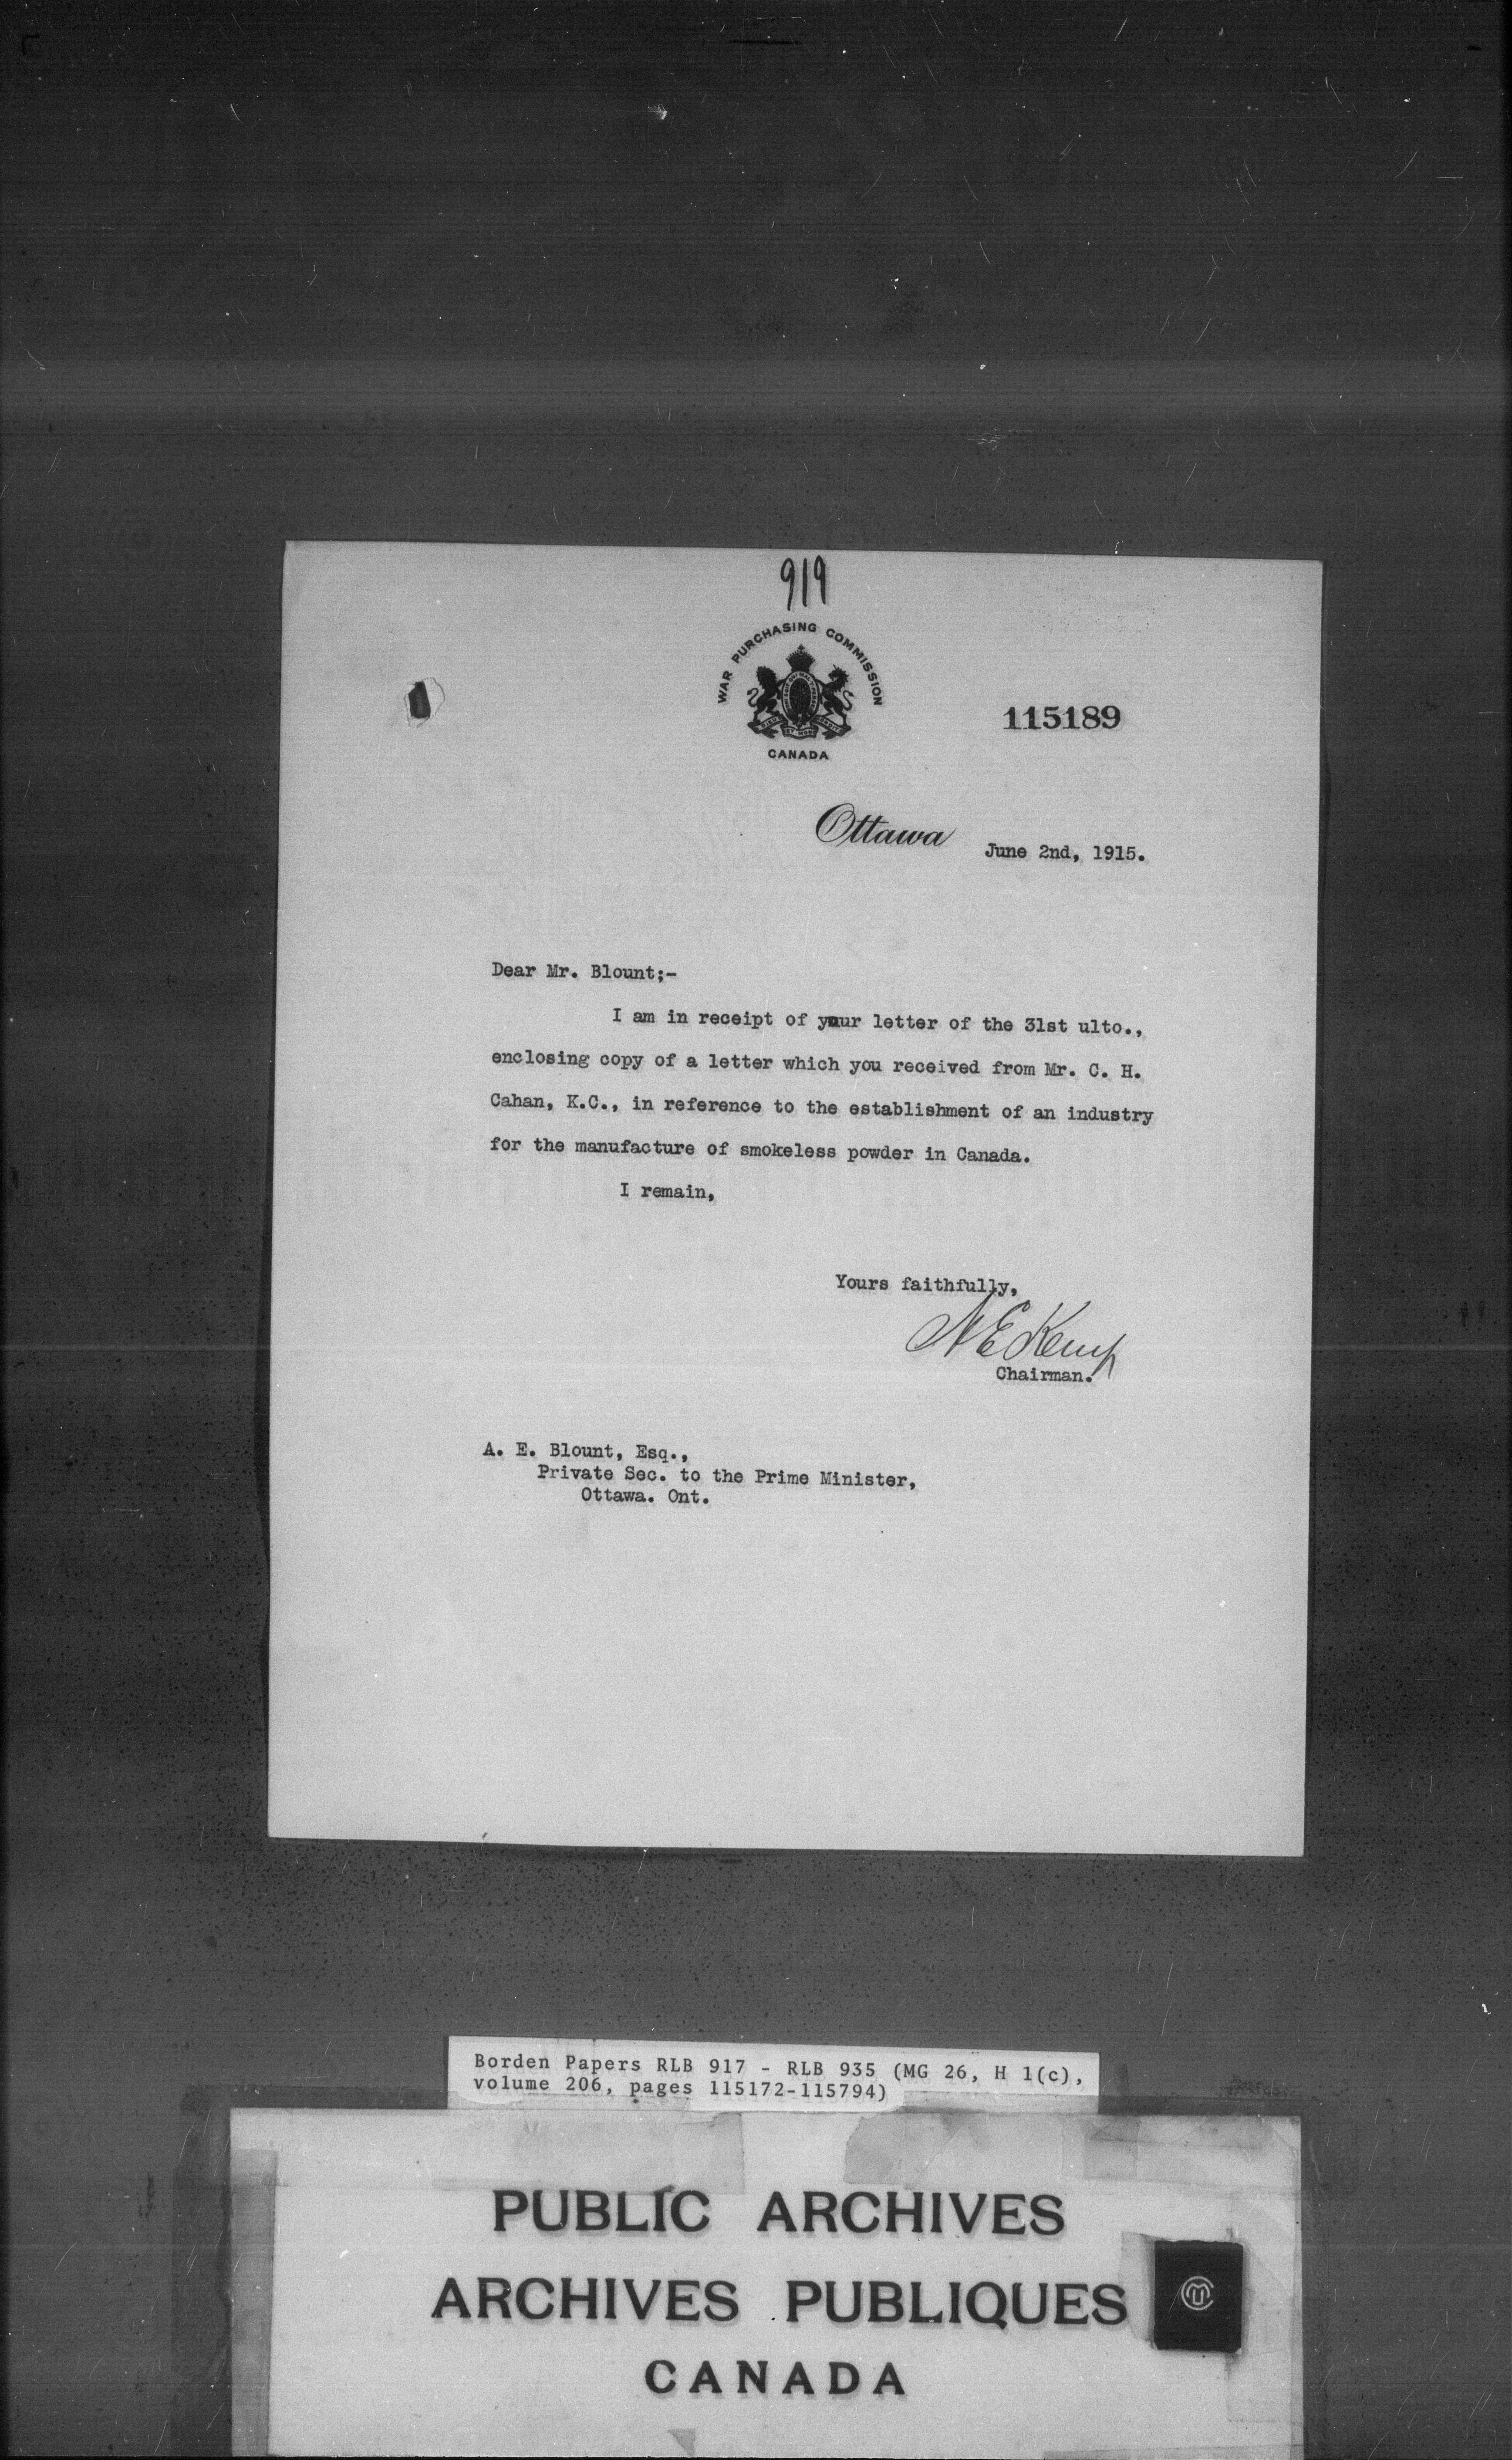 919
WAR PURCHASING COMMISSION
CANADA
115189
Ottawa June 2nd, 1915.
Dear Mr. Blount;-
I am in receipt of your letter of the 31st ulto.,
enclosing copy of a letter which you received from Mr. C. H.
Cahan, K.C., in reference to the establishment of an industry
for the manufacture of smokeless powder in Canada.
I remain,
Yours faithfully,
A E Kemp
Chairman.
A. E. Blount, Esq.,
Private Sec. to the Prime Minister,
Ottawa. Ont.
Borden Papers RLB 917 - RLB 935 (MG 26, H 1(c),
volume 206, pages 115172-115794)
PUBLIC ARCHIVES
ARCHIVES PUBLIQUES
CANADA